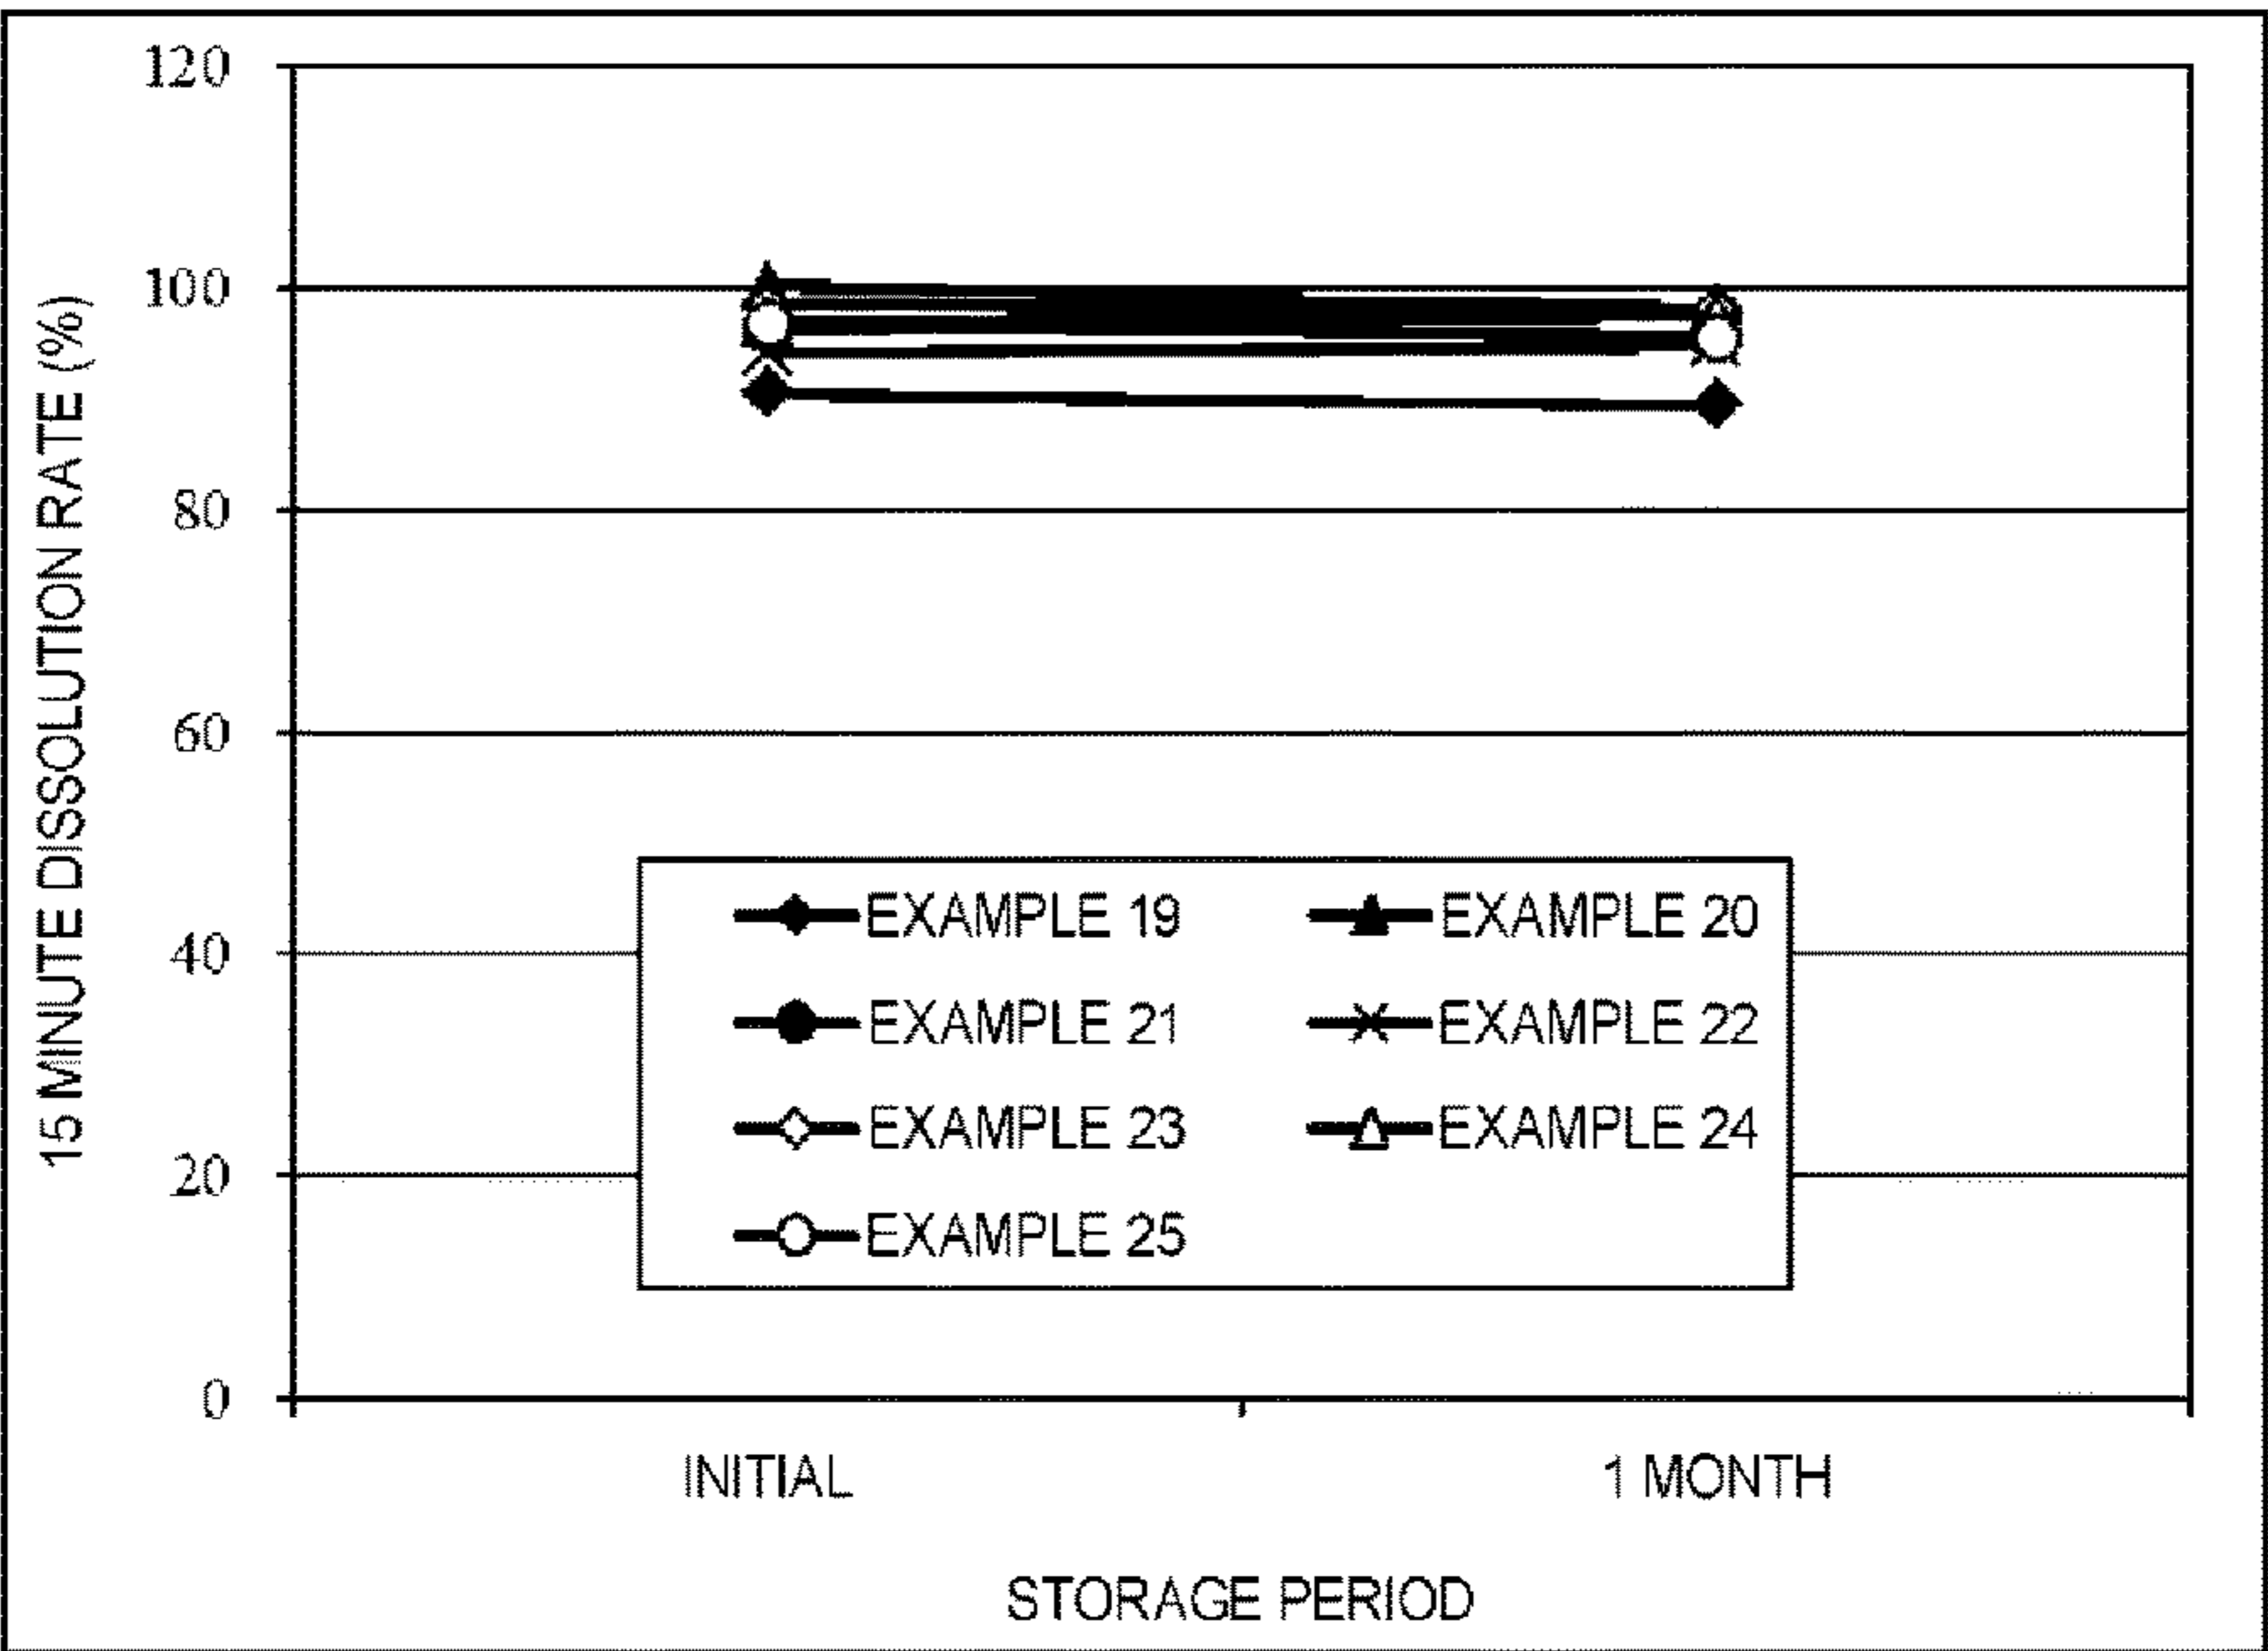 15 MINUTE DISSOLUTION RATE (%)
120
100
80
60
40
20
0
EXAMPLE 19
EXAMPLE 20
EXAMPLE 21
EXAMPLE 22
EXAMPLE 23
EXAMPLE 24
EXAMPLE 25
INITIAL
1 MONTH
STORAGE PERIOD